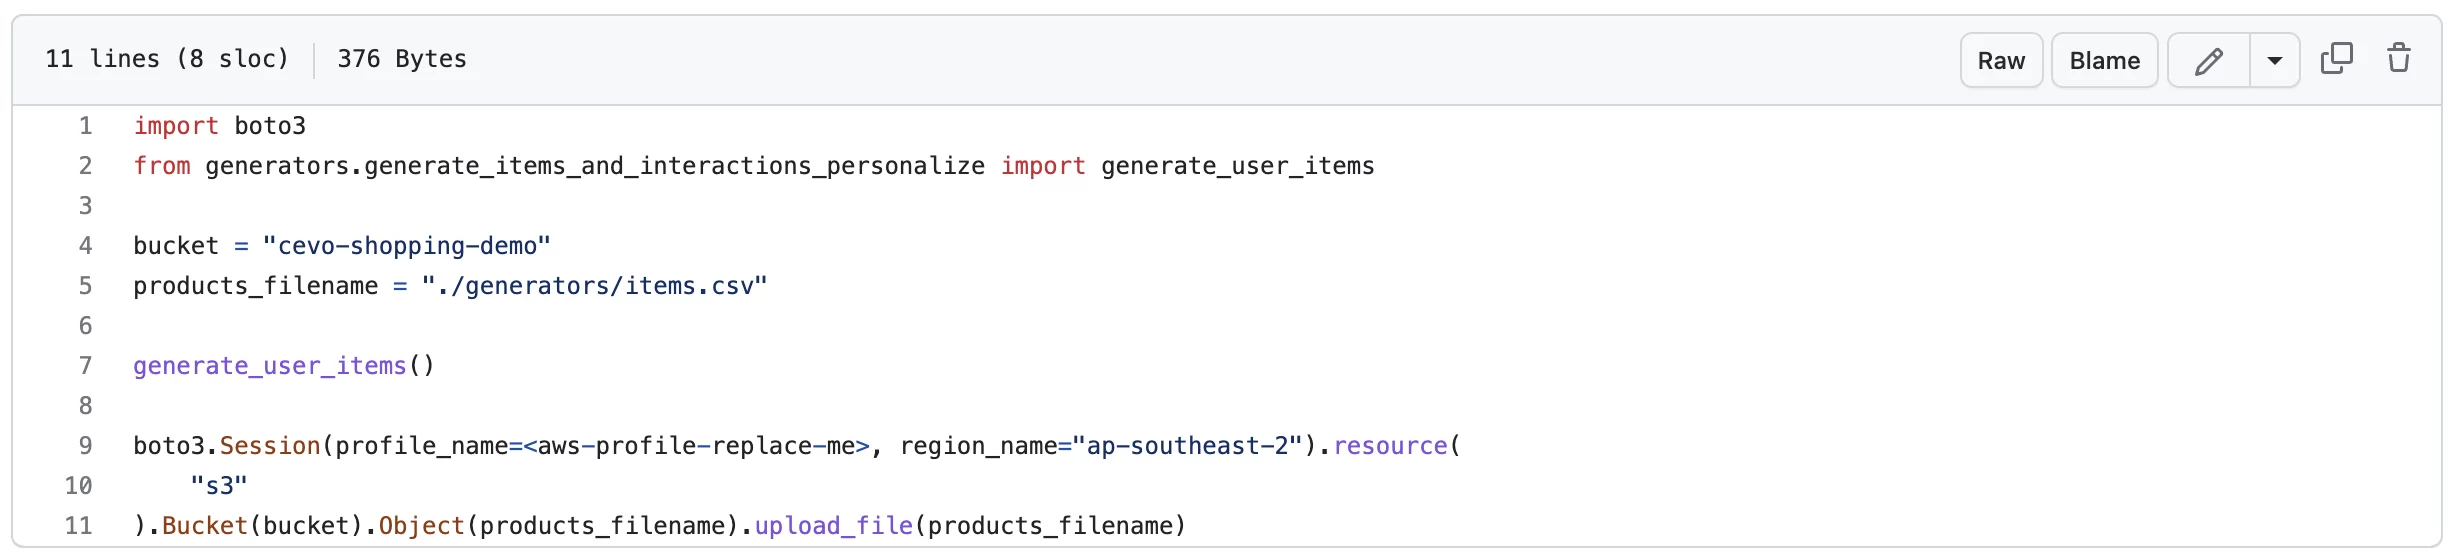 11 lines (8 sloc) 376 Bytes Raw Blame
1 import boto3
2 from generators.generate_items_and_interactions_personalize import generate_user_items
3
4 bucket = "cevo-shopping-demo"
5 products_filename = "./generators/items.csv"
6
7 generate_user_items()
8
9 boto3.Session(profile_name=<aws-profile-replace-me>, region_name="ap-southeast-2").resource(
10     "s3"
11 ).Bucket(bucket).Object(products_filename).upload_file(products_filename)